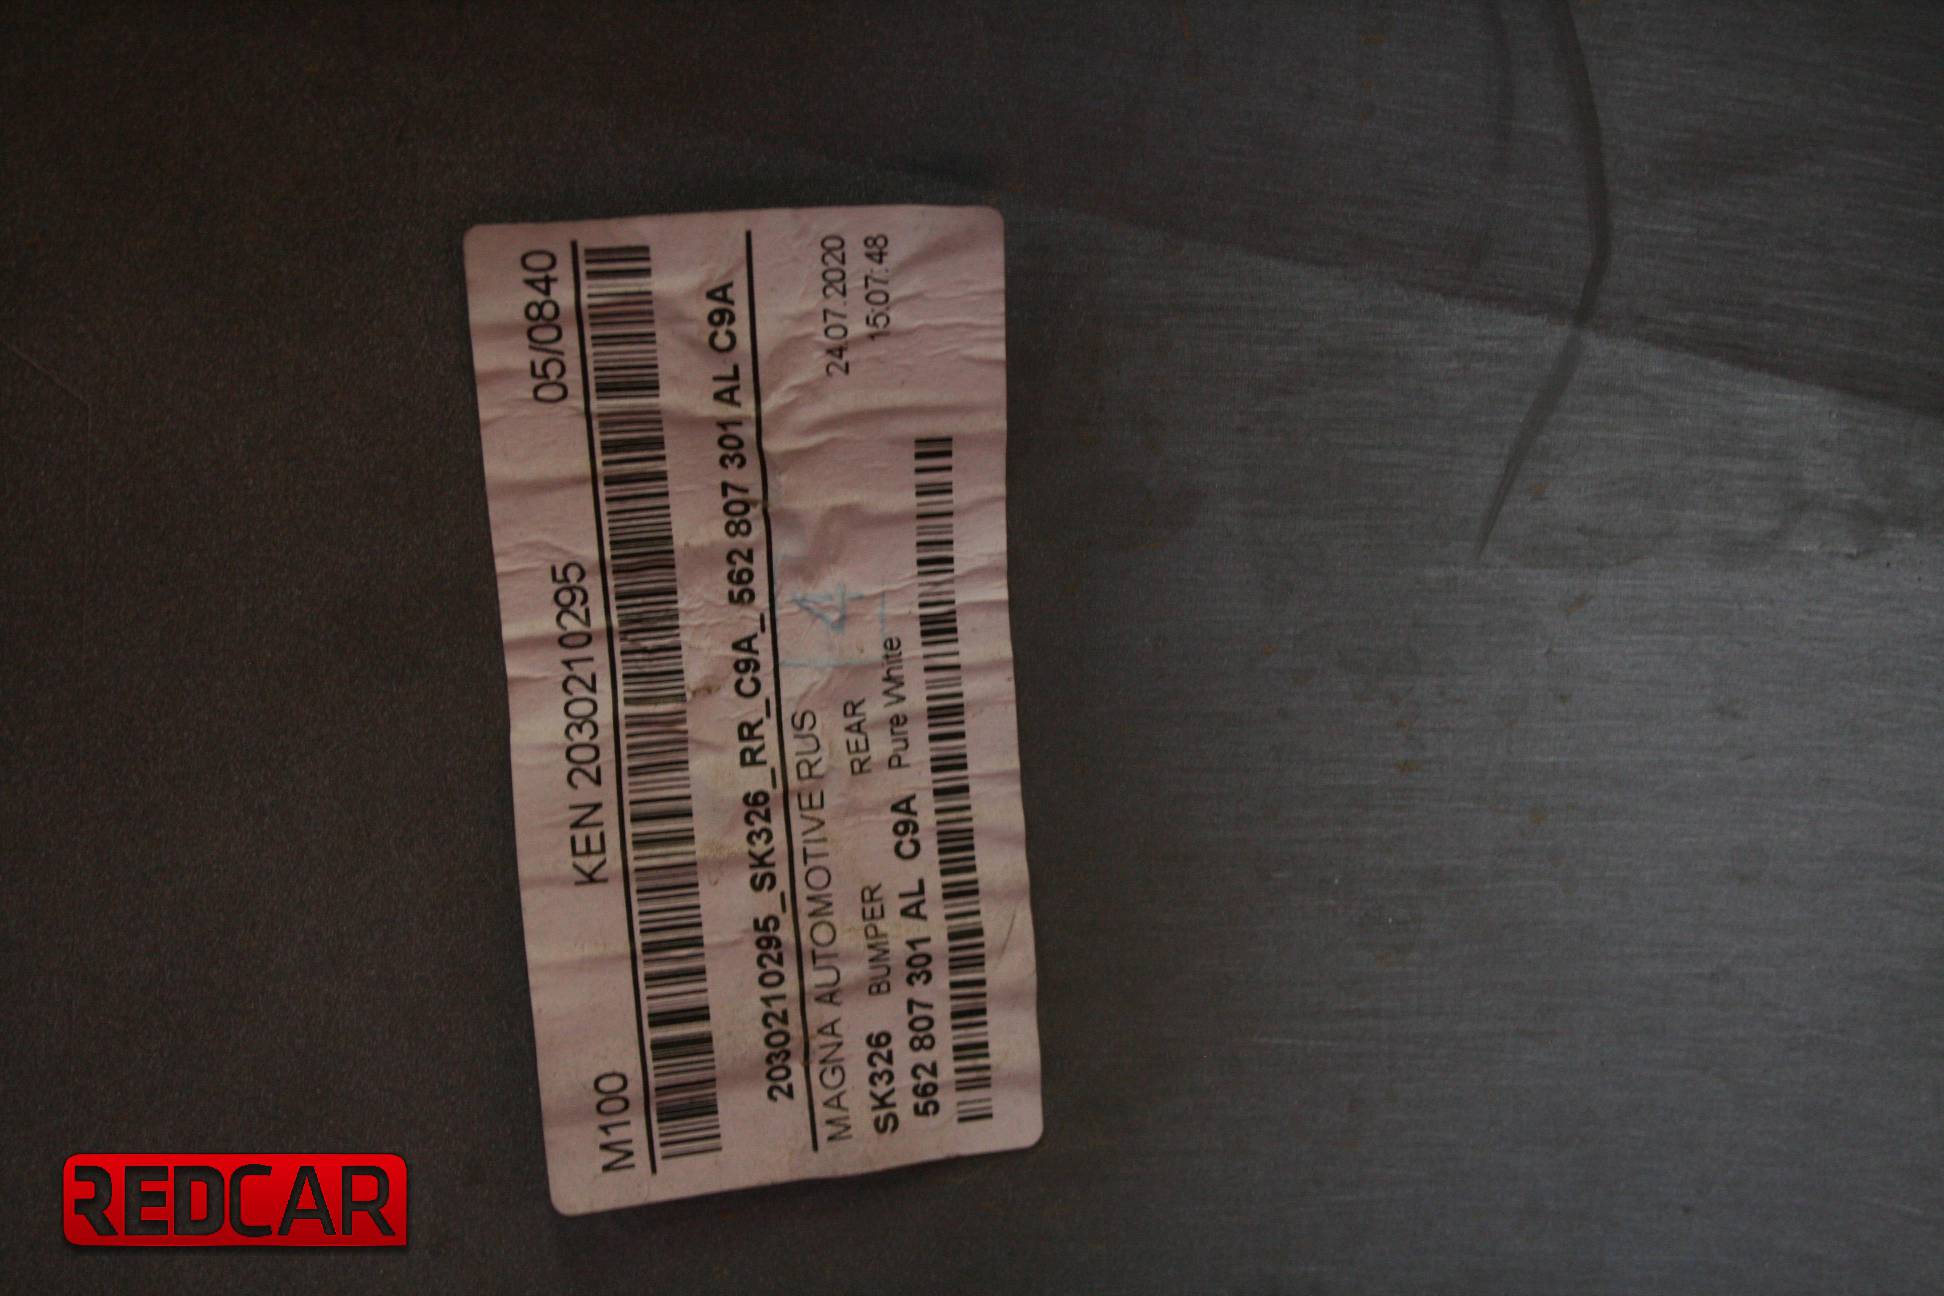 M100 KEN 2030210295 05/0840
2030210295_SK326_RR_C9A_562 807 301 AL C9A
MAGNA AUTOMOTIVE RUS 24.07.2020
SK326 BUMPER REAR 15:07:48
562 807 301 AL C9A Pure White
4
REDCAR